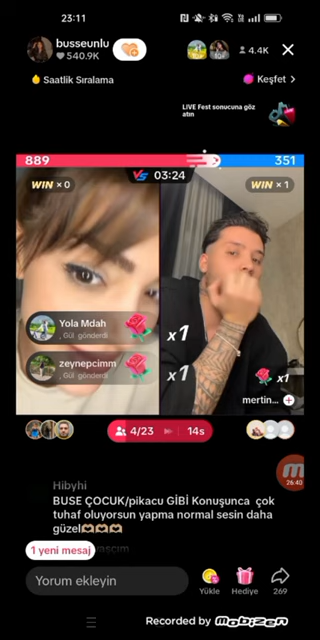 23:11
busseunlu
540.9K
4.4K
Saatlik Sıralama
Keşfet >
LIVE Fest sonucuna göz
atın
889
351
WIN x 0
VS 03:24
WIN x 1
Yola Mdah
, Gül gönderdi
x1
zeynepcimm
, Gül gönderdi
x1
x1
mertin...
4/23
14s
26:40
Hibyhi
BUSE ÇOCUK/pikacu GİBİ Konuşunca çok
tuhaf oluyorsun yapma normal sesin daha
güzel
1 yeni mesaj
Yorum ekleyin
Yükle
Hediye
269
Recorded by mobizen